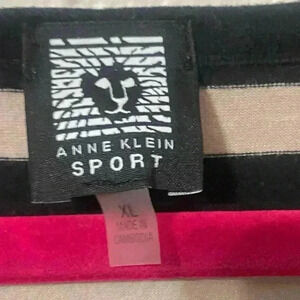 ANNE KLEIN
SPORT
XL
MADE IN
CAMBODIA